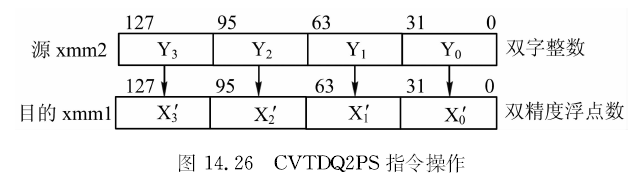 127 95 63 31 0
源 xmm2 Y₃ Y₂ Y₁ Y₀ 双字整数
127 95 63 31 0
目的 xmm1 X₃′ X₂′ X₁′ X₀′ 双精度浮点数
图 14.26 CVTDQ2PS 指令操作